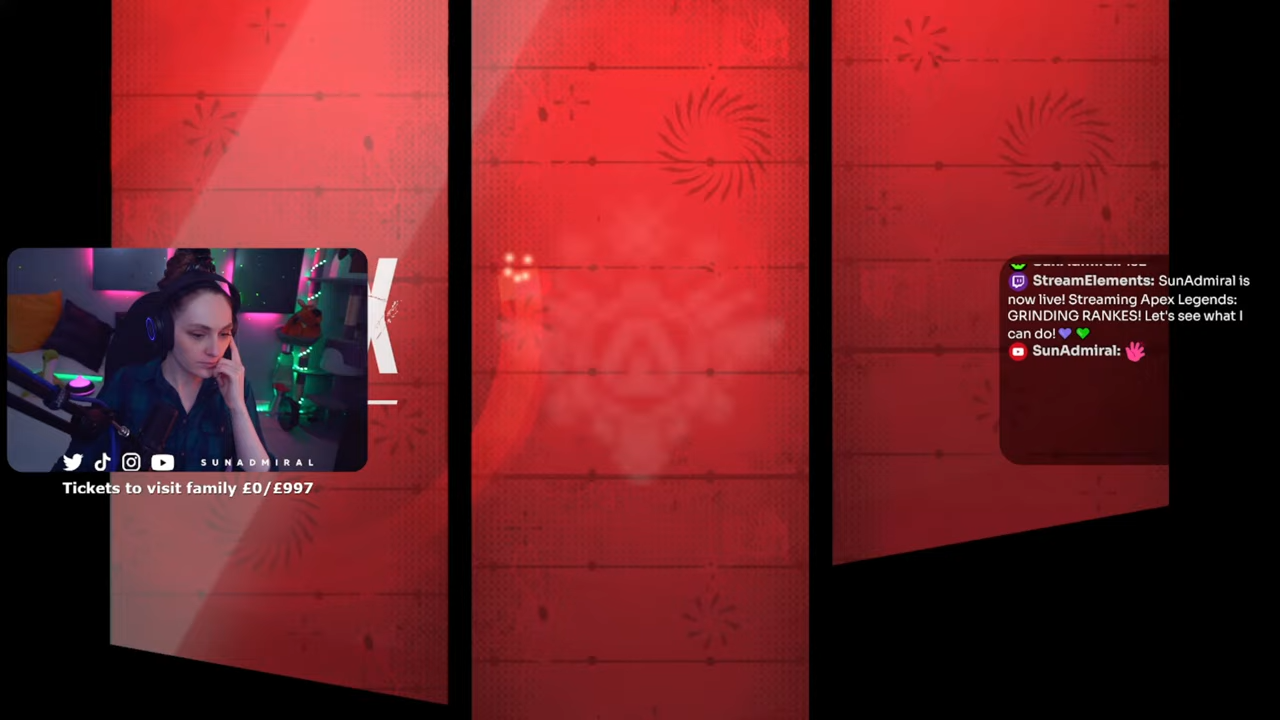 X
SUNADMIRAL
Tickets to visit family £0/£997
StreamElements: SunAdmiral is
now live! Streaming Apex Legends:
GRINDING RANKES! Let's see what I
can do!
SunAdmiral: